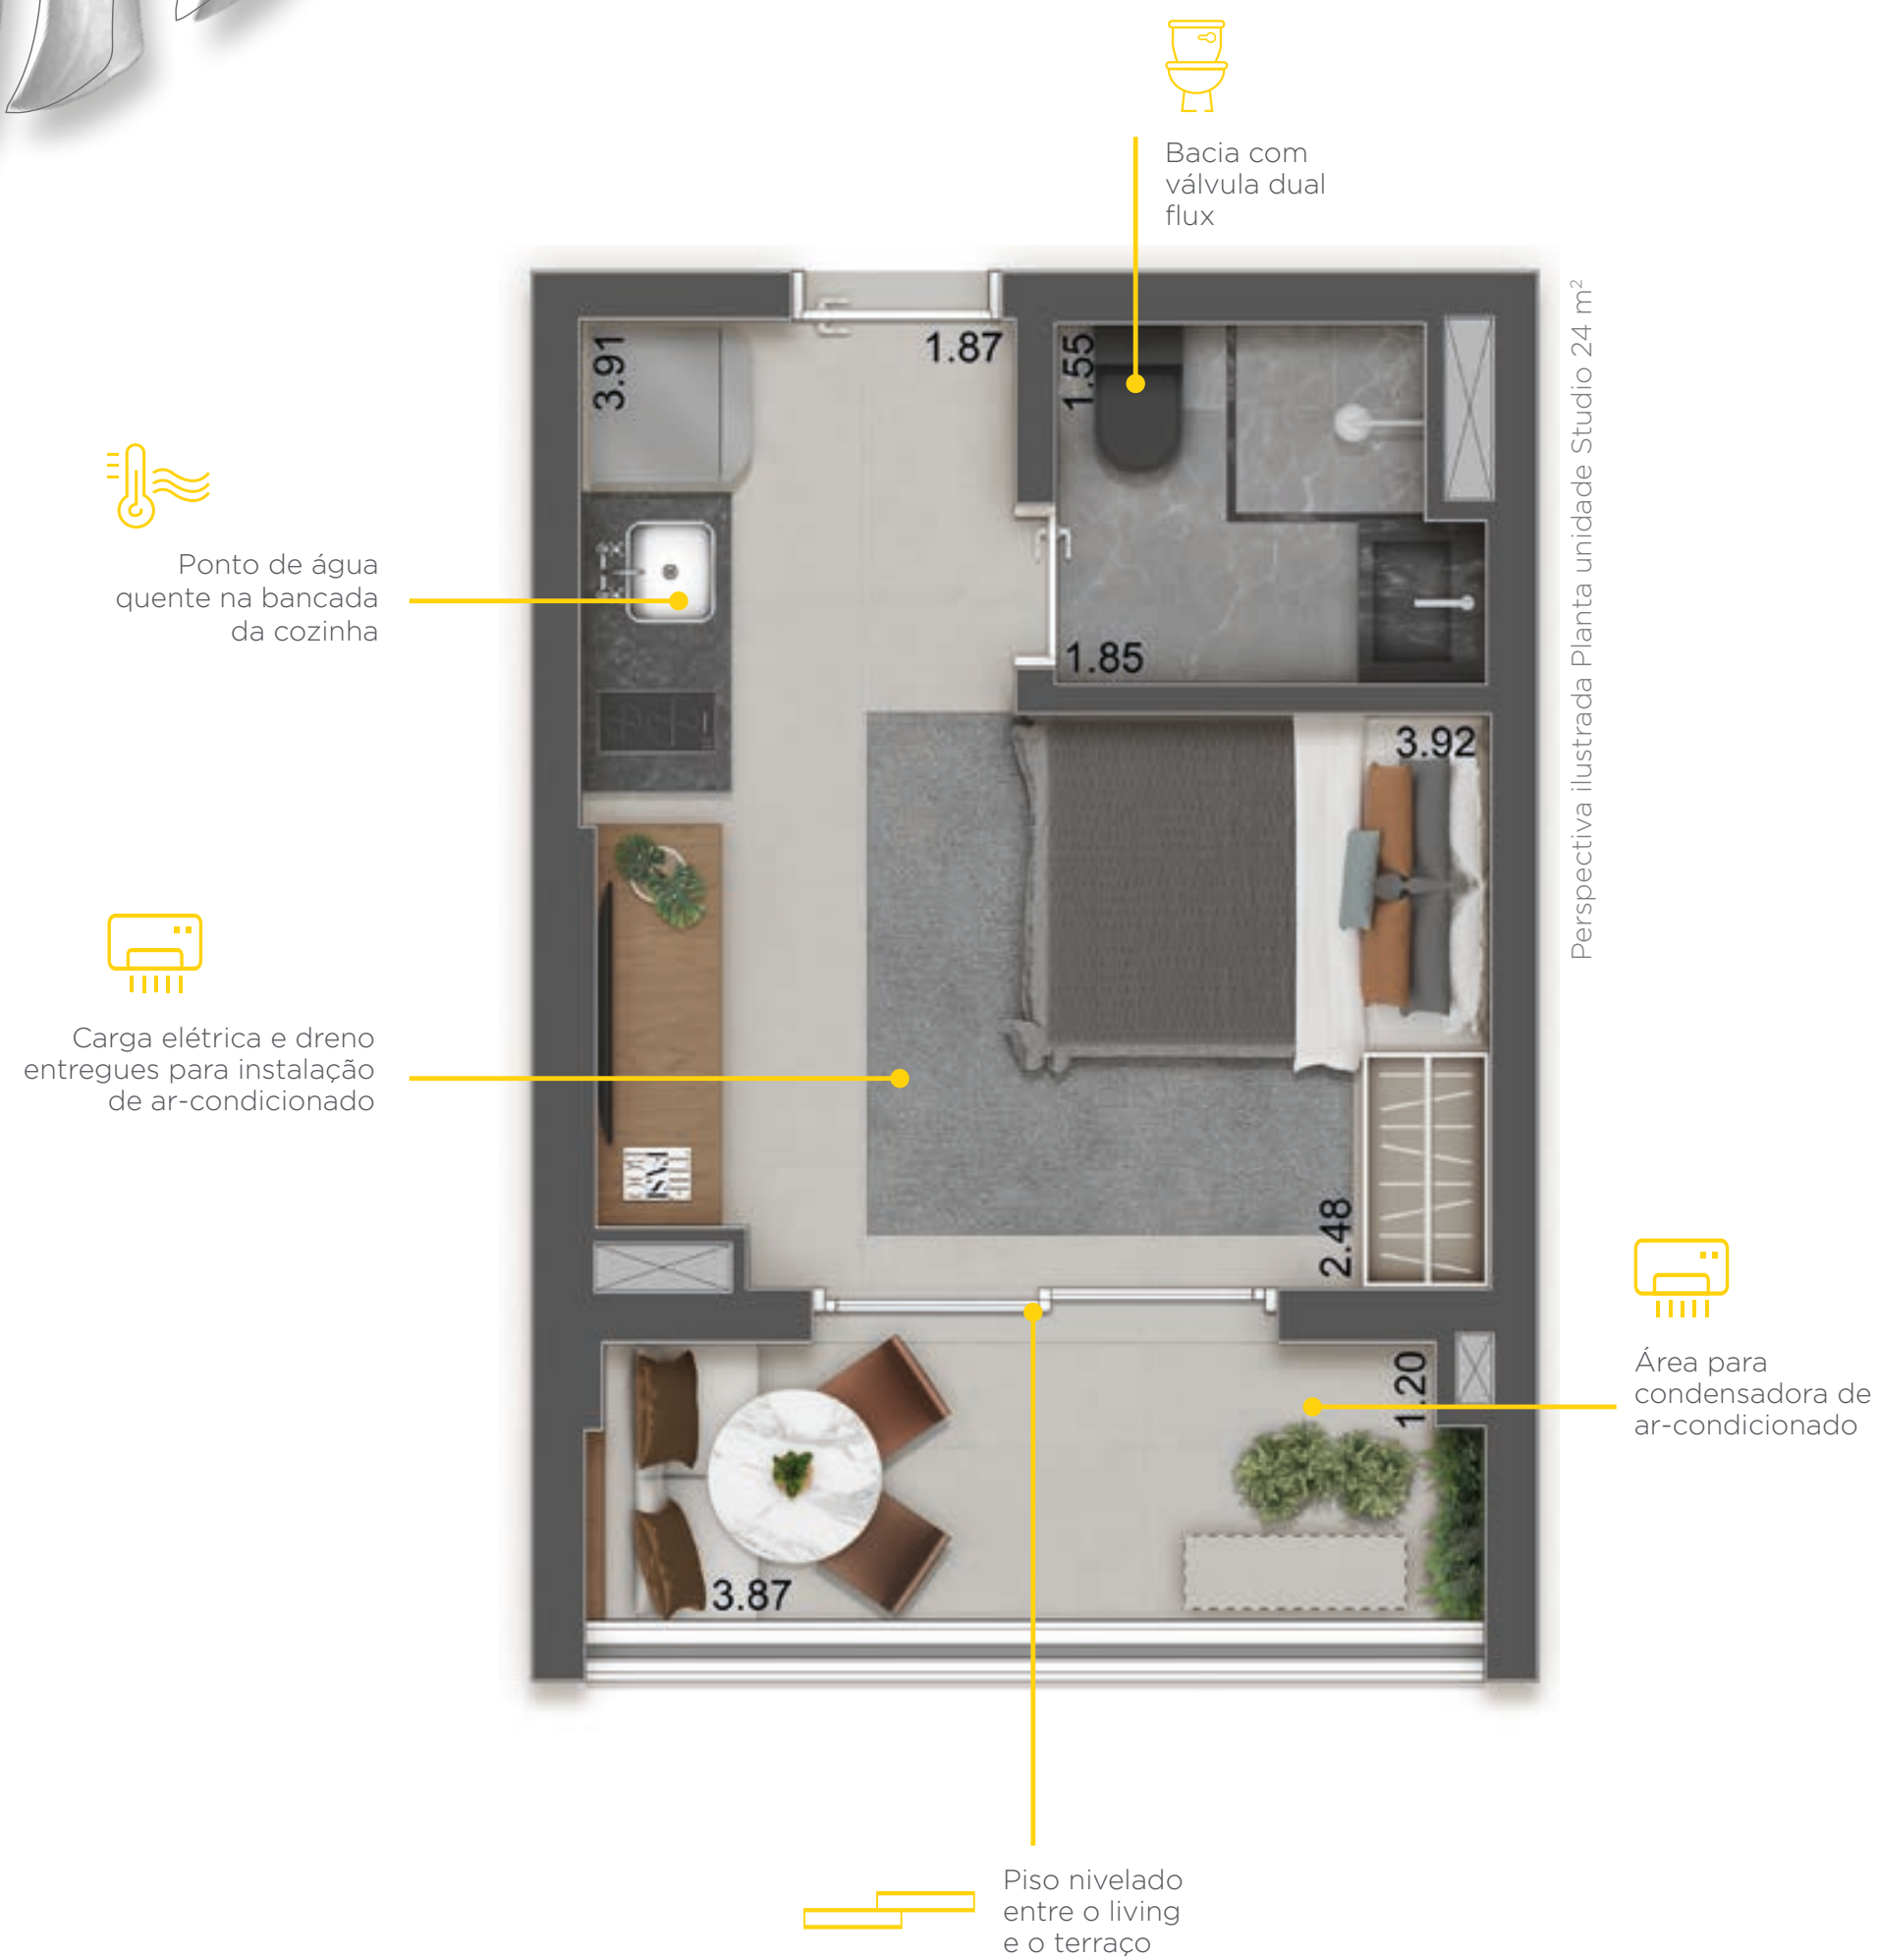 Bacia com
válvula dual
flux
Perspectiva ilustrada Planta unidade Studio 24 m²
3.91
1.87
1.55
1.85
Ponto de água
quente na bancada
da cozinha
3.92
Carga elétrica e dreno
entregues para instalação
de ar-condicionado
2.48
1.20
Área para
condensadora de
ar-condicionado
3.87
Piso nivelado
entre o living
e o terraço